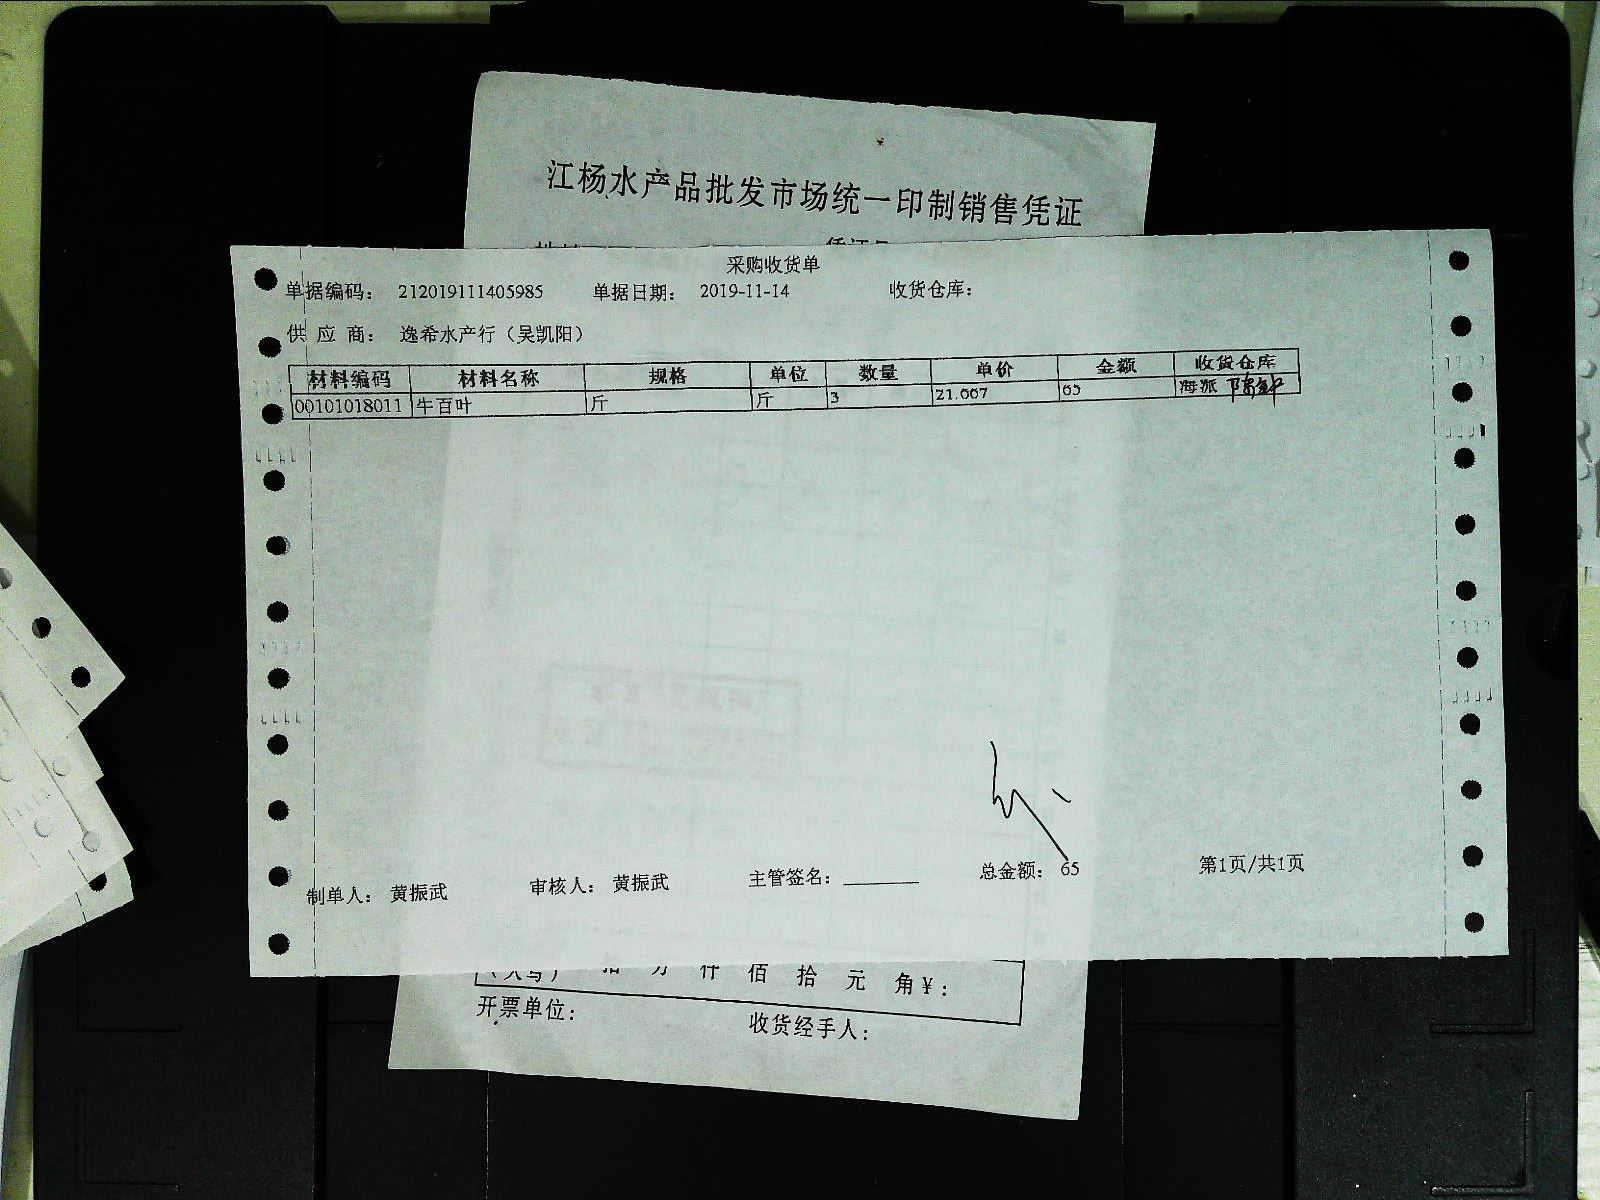 江杨水产品批发市场统一印制销售凭证
采购收货单
单据编码： 212019111405985 单据日期： 2019-11-14 收货仓库：
供 应 商： 逸希水产行（吴凯阳）
材料编码 材料名称 规格 单位 数量 单价 金额 收货仓库
00101018011 牛百叶 斤 斤 3 21.667 65 海派
制单人： 黄振武 审核人： 黄振武 主管签名： 总金额： 65 第1页/共1页
仟 佰 拾 元 角 ¥：
开票单位： 收货经手人：